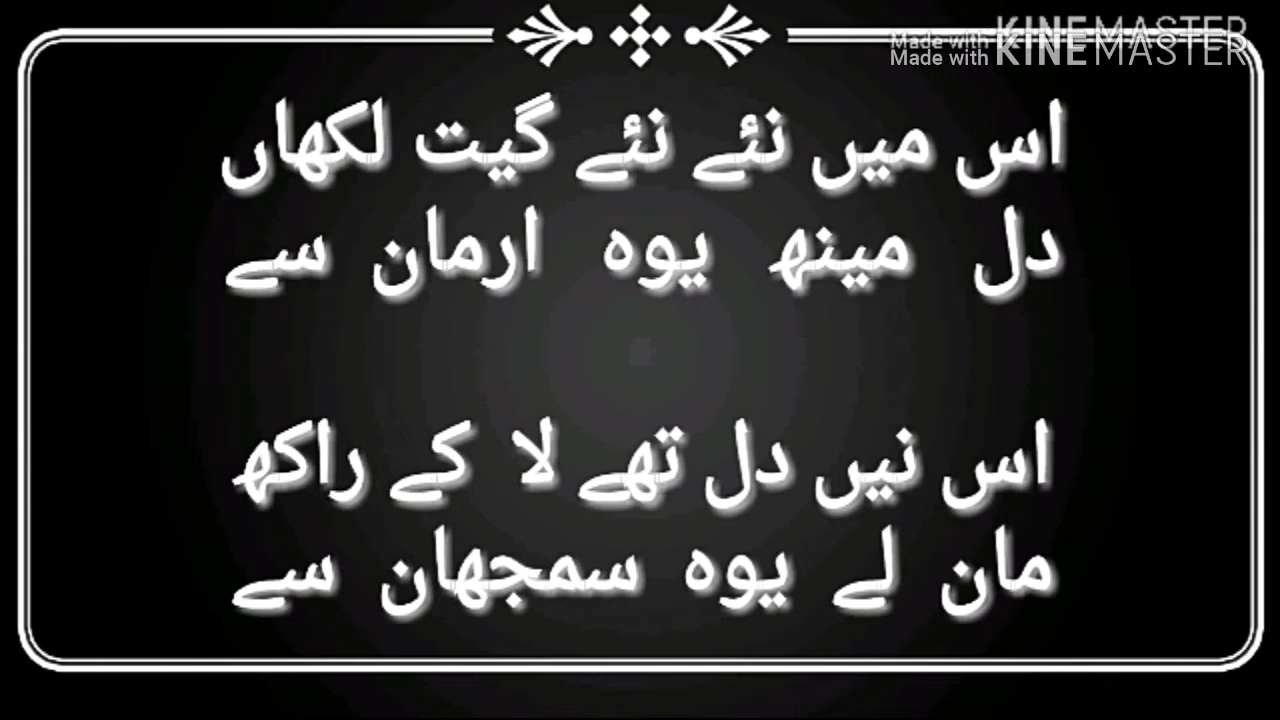 Made with KINEMASTER
Made with KINEMASTER
اس میں نئے نئے گیت لکھاں
دل مینھ یوہ ارمان سے
اس نیں دل تھے لا کے راکھ
مان لے یوہ سمجھان سے